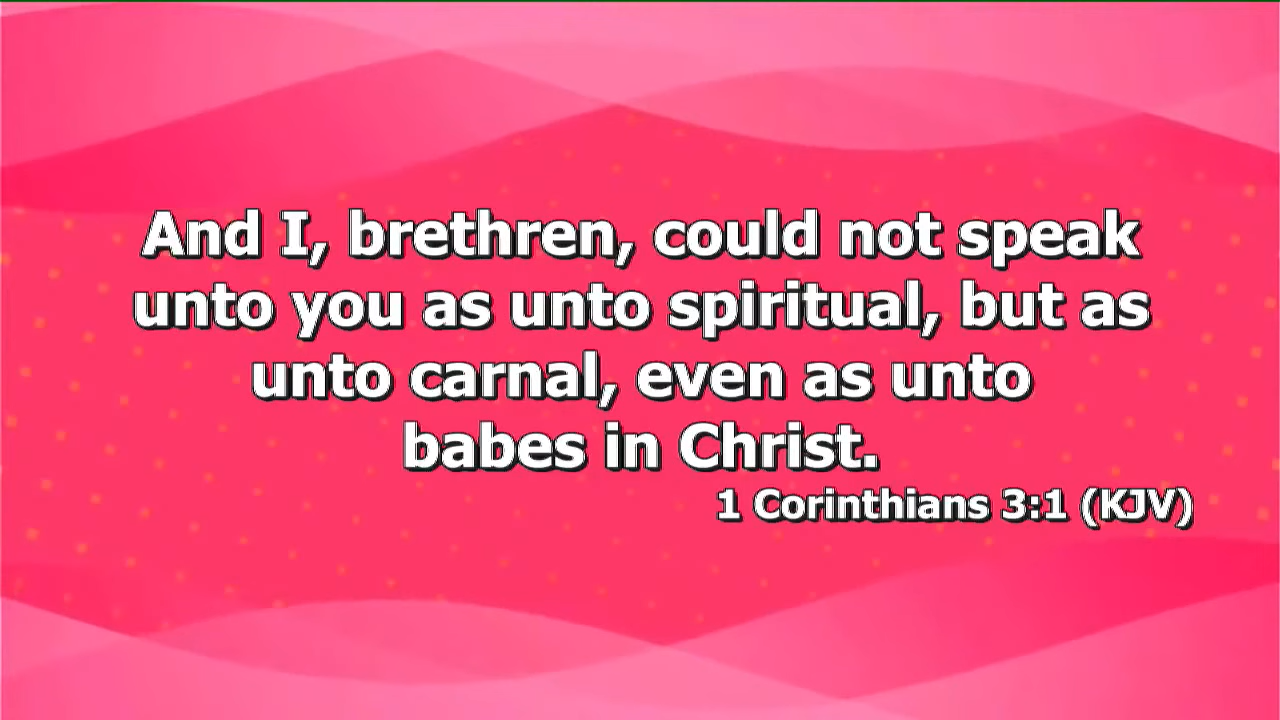 And I, brethren, could not speak
unto you as unto spiritual, but as
unto carnal, even as unto
babes in Christ.
1 Corinthians 3:1 (KJV)